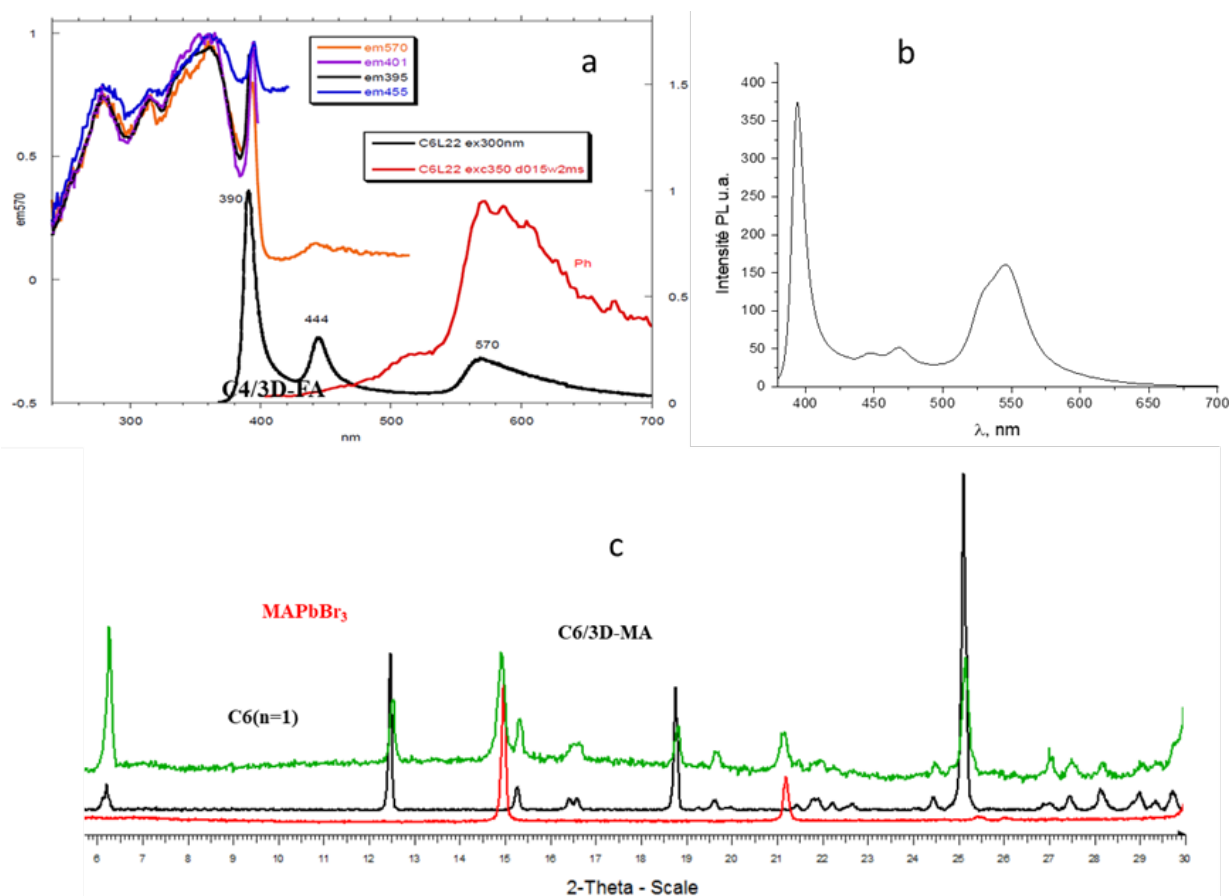 a
em570
em401
em395
em455
C6L22 ex300nm
C6L22 exc350 d015w2ms
390
444
570
Ph
C4/3D-FA
1
0.5
0
-0.5
em570
1.5
1
0.5
0
300 400 500 600 700
nm
b
Intensité PL u.a.
400
350
300
250
200
150
100
50
0
400 450 500 550 600 650 700
λ, nm
c
MAPbBr3
C6/3D-MA
C6(n=1)
6 7 8 9 10 11 12 13 14 15 16 17 18 19 20 21 22 23 24 25 26 27 28 29 30
2-Theta - Scale